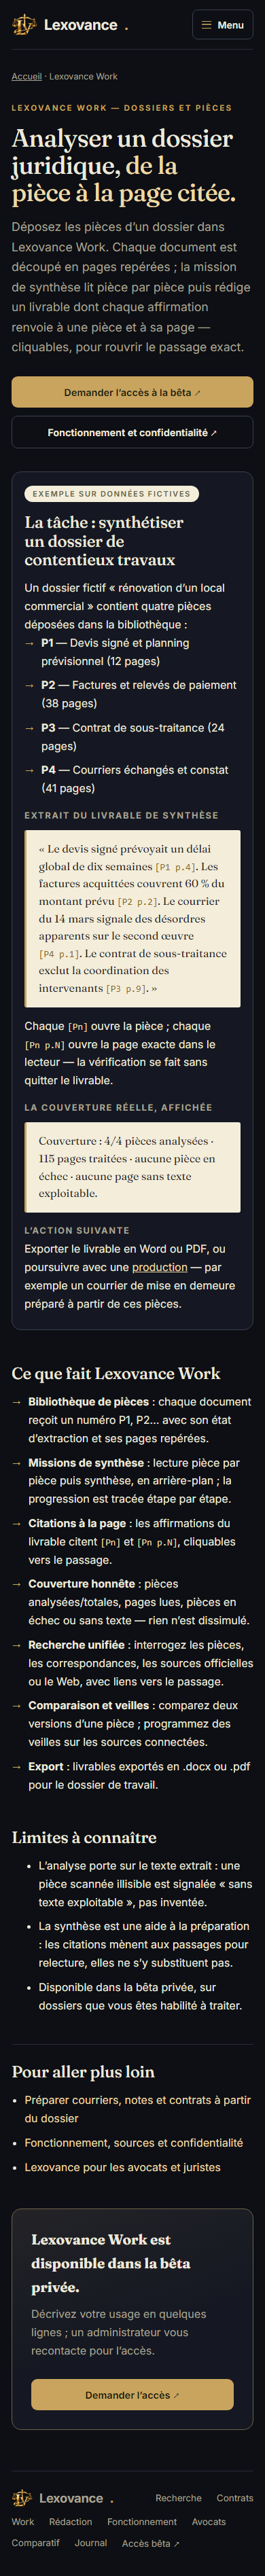 Lexovance.
Menu
Accueil · Lexovance Work
LEXOVANCE WORK — DOSSIERS ET PIÈCES
Analyser un dossier
juridique, de la
pièce à la page citée.
Déposez les pièces d’un dossier dans
Lexovance Work. Chaque document est
découpé en pages repérées ; la mission
de synthèse lit pièce par pièce puis rédige
un livrable dont chaque affirmation
renvoie à une pièce et à sa page —
cliquables, pour rouvrir le passage exact.
Demander l’accès à la bêta ↗
Fonctionnement et confidentialité ↗
EXEMPLE SUR DONNÉES FICTIVES
La tâche : synthétiser
un dossier de
contentieux travaux
Un dossier fictif « rénovation d’un local
commercial » contient quatre pièces
déposées dans la bibliothèque :
→ P1 — Devis signé et planning
prévisionnel (12 pages)
→ P2 — Factures et relevés de paiement
(38 pages)
→ P3 — Contrat de sous-traitance (24
pages)
→ P4 — Courriers échangés et constat
(41 pages)
EXTRAIT DU LIVRABLE DE SYNTHÈSE
« Le devis signé prévoyait un délai
global de dix semaines [P1 p.4]. Les
factures acquittées couvrent 60 % du
montant prévu [P2 p.2]. Le courrier
du 14 mars signale des désordres
apparents sur le second œuvre
[P4 p.1]. Le contrat de sous-traitance
exclut la coordination des
intervenants [P3 p.9]. »
Chaque [Pn] ouvre la pièce ; chaque
[Pn p.N] ouvre la page exacte dans le
lecteur — la vérification se fait sans
quitter le livrable.
LA COUVERTURE RÉELLE, AFFICHÉE
Couverture : 4/4 pièces analysées ·
115 pages traitées · aucune pièce en
échec · aucune page sans texte
exploitable.
L’ACTION SUIVANTE
Exporter le livrable en Word ou PDF, ou
poursuivre avec une production — par
exemple un courrier de mise en demeure
préparé à partir de ces pièces.
Ce que fait Lexovance Work
→ Bibliothèque de pièces : chaque document
reçoit un numéro P1, P2… avec son état
d’extraction et ses pages repérées.
→ Missions de synthèse : lecture pièce par
pièce puis synthèse, en arrière-plan ; la
progression est tracée étape par étape.
→ Citations à la page : les affirmations du
livrable citent [Pn] et [Pn p.N], cliquables
vers le passage.
→ Couverture honnête : pièces
analysées/totales, pages lues, pièces en
échec ou sans texte — rien n’est dissimulé.
→ Recherche unifiée : interrogez les pièces,
les correspondances, les sources officielles
ou le Web, avec liens vers le passage.
→ Comparaison et veilles : comparez deux
versions d’une pièce ; programmez des
veilles sur les sources connectées.
→ Export : livrables exportés en .docx ou .pdf
pour le dossier de travail.
Limites à connaître
• L’analyse porte sur le texte extrait : une
pièce scannée illisible est signalée « sans
texte exploitable », pas inventée.
• La synthèse est une aide à la préparation
: les citations mènent aux passages pour
relecture, elles ne s’y substituent pas.
• Disponible dans la bêta privée, sur
dossiers que vous êtes habilité à traiter.
Pour aller plus loin
• Préparer courriers, notes et contrats à partir
du dossier
• Fonctionnement, sources et confidentialité
• Lexovance pour les avocats et juristes
Lexovance Work est
disponible dans la bêta
privée.
Décrivez votre usage en quelques
lignes ; un administrateur vous
recontacte pour l’accès.
Demander l’accès ↗
Lexovance.
Recherche Contrats
Work Rédaction Fonctionnement Avocats
Comparatif Journal Accès bêta ↗